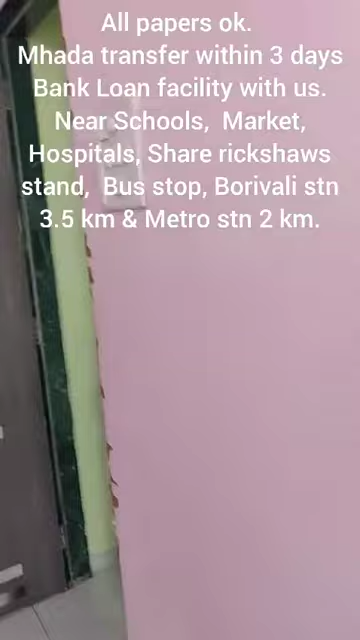 All papers ok.
Mhada transfer within 3 days
Bank Loan facility with us.
Near Schools, Market,
Hospitals, Share rickshaws
stand, Bus stop, Borivali stn
3.5 km & Metro stn 2 km.